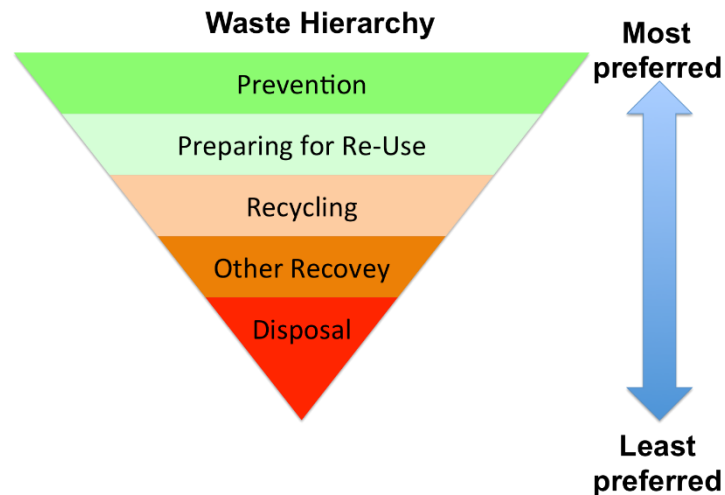 Waste Hierarchy
Most
preferred
Prevention
Preparing for Re-Use
Recycling
Other Recovey
Disposal
Least
preferred